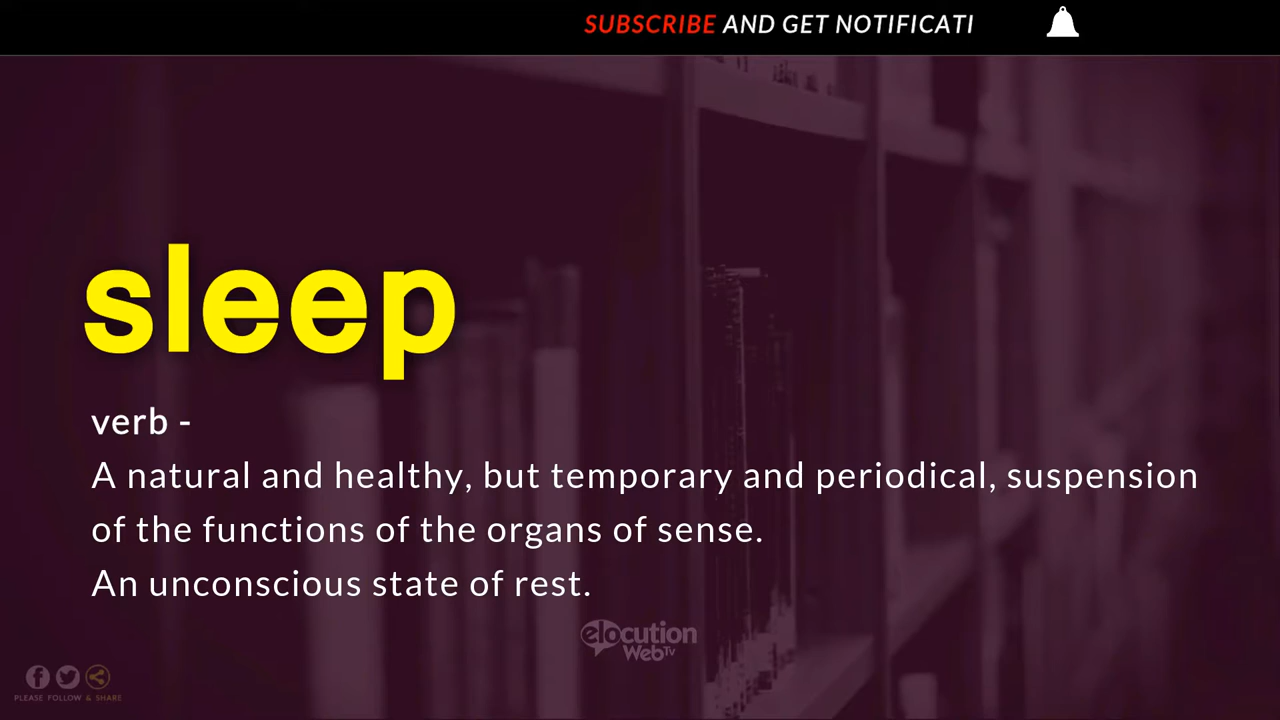 SUBSCRIBE AND GET NOTIFICATI
sleep
verb -
A natural and healthy, but temporary and periodical, suspension
of the functions of the organs of sense.
An unconscious state of rest.
elocution
WebTv
PLEASE FOLLOW & SHARE